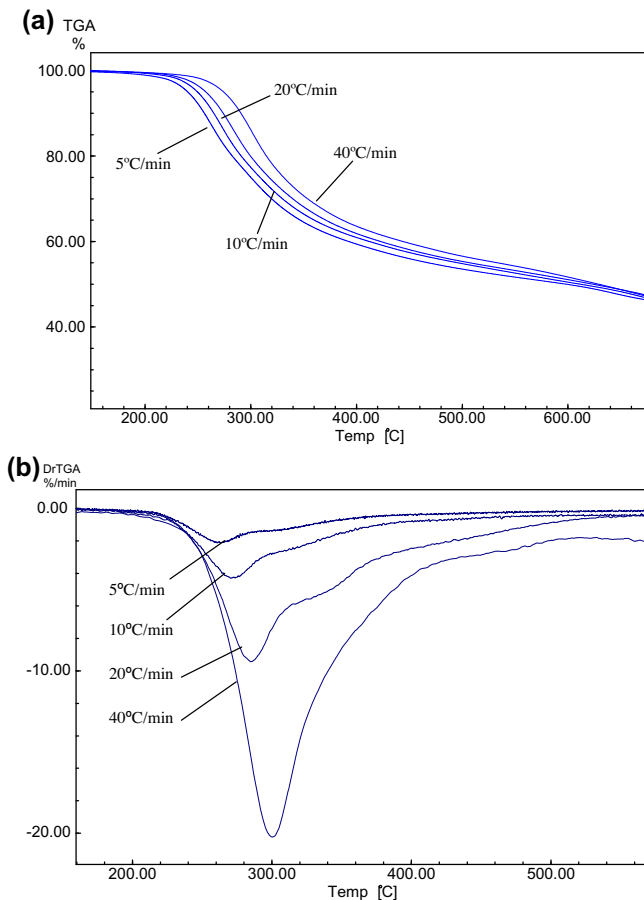 (a) TGA
%
100.00
80.00
60.00
40.00
20ºC/min
5ºC/min
40ºC/min
10ºC/min
200.00 300.00 400.00 500.00 600.00
Temp [ºC]
(b) DrTGA
%/min
0.00
-10.00
-20.00
5ºC/min
10ºC/min
20ºC/min
40ºC/min
200.00 300.00 400.00 500.00
Temp [ºC]